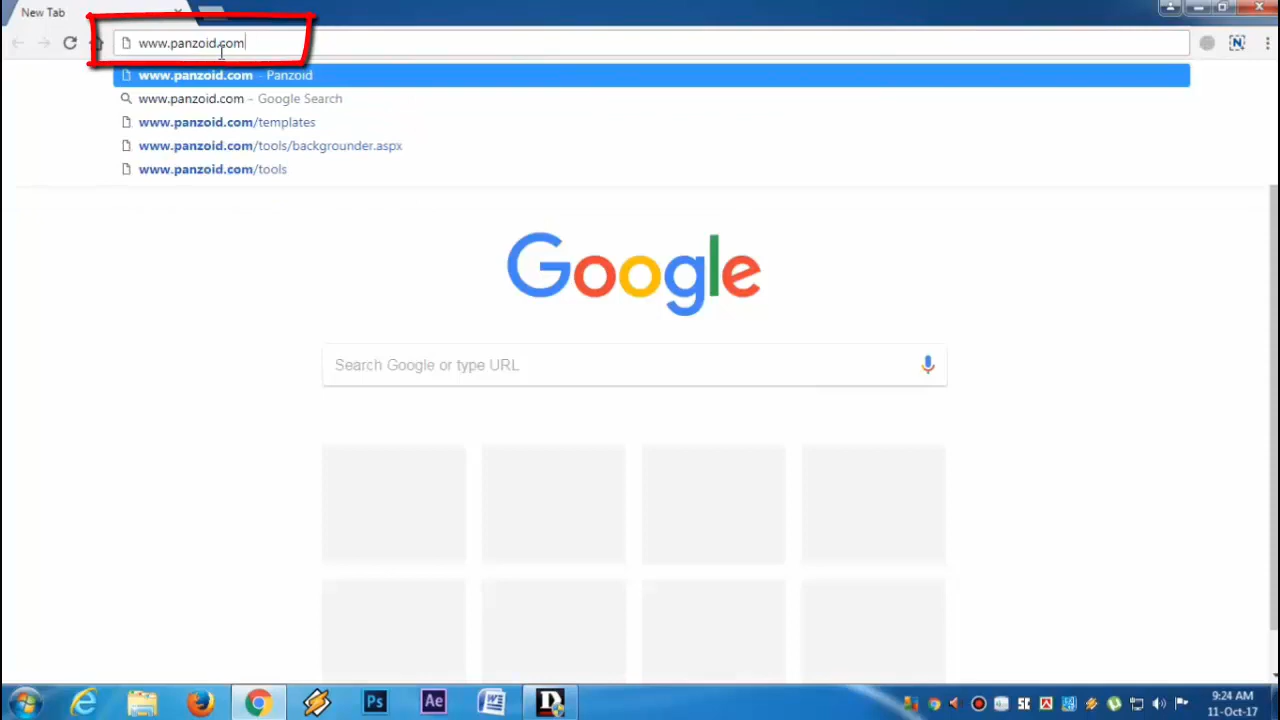 New Tab
www.panzoid.com
www.panzoid.com - Panzoid
www.panzoid.com - Google Search
www.panzoid.com/templates
www.panzoid.com/tools/backgrounder.aspx
www.panzoid.com/tools
Google
Search Google or type URL
Ps
Ae
W
D
9:24 AM
11-Oct-17